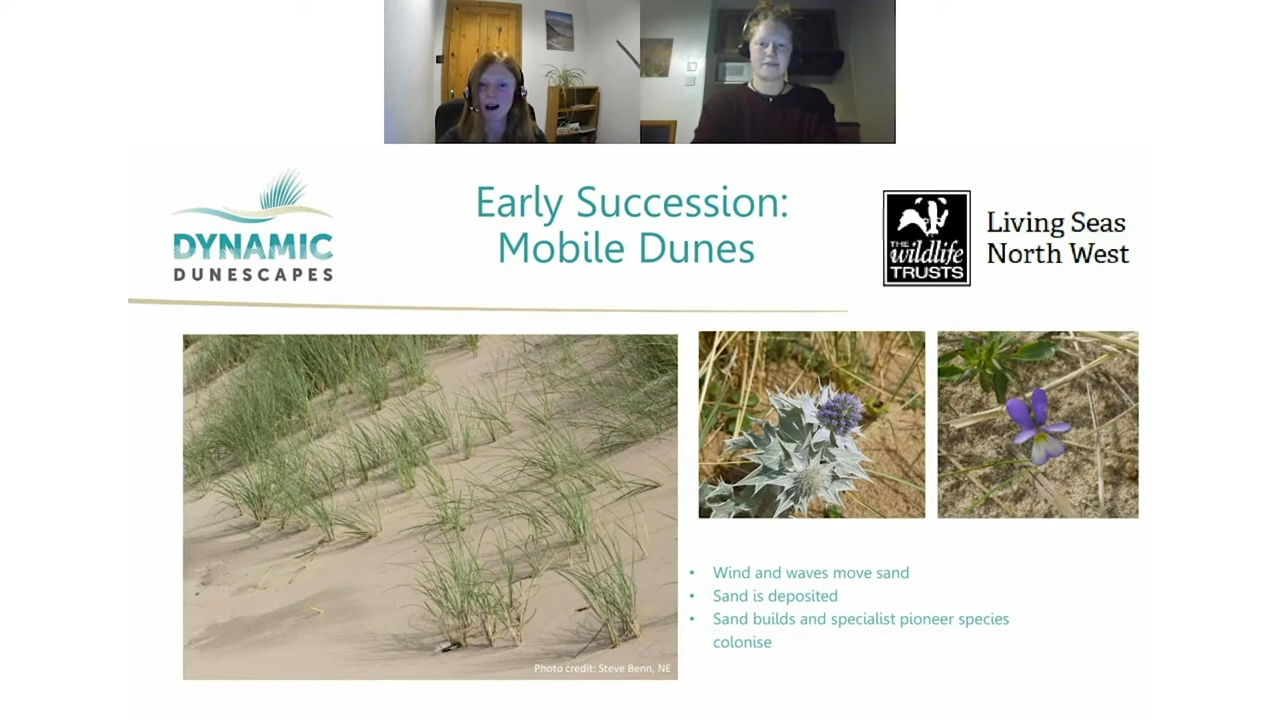 DYNAMIC
DUNESCAPES
Early Succession:
Mobile Dunes
THE
wildlife
TRUSTS
Living Seas
North West
Photo credit: Steve Benn, NE
• Wind and waves move sand
• Sand is deposited
• Sand builds and specialist pioneer species
colonise